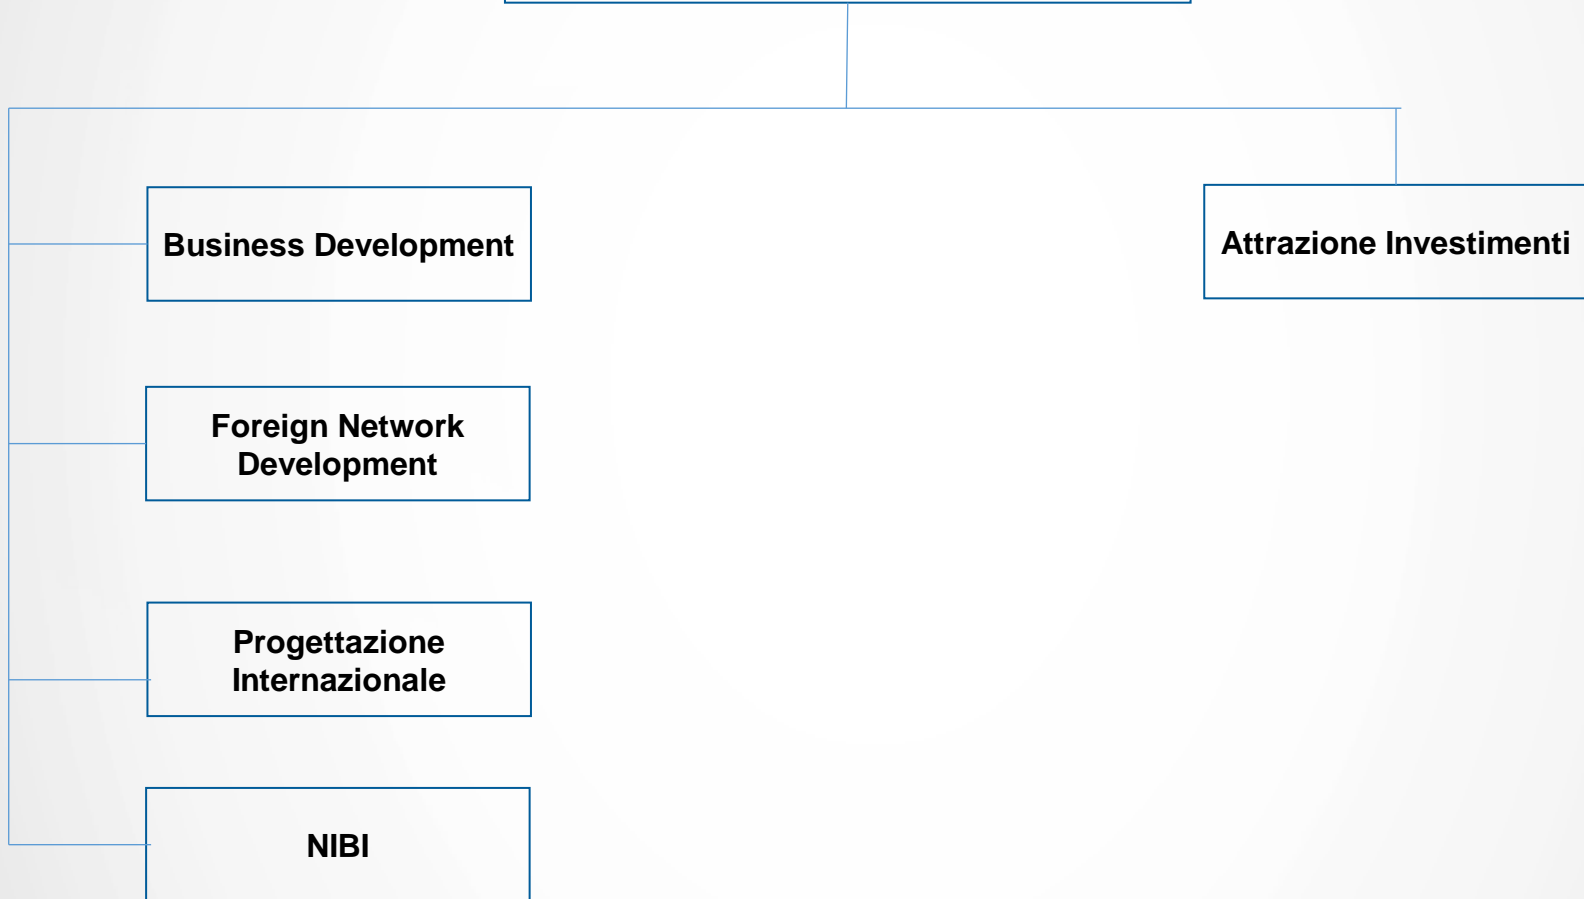 Business Development
Attrazione Investimenti
Foreign Network
Development
Progettazione
Internazionale
NIBI